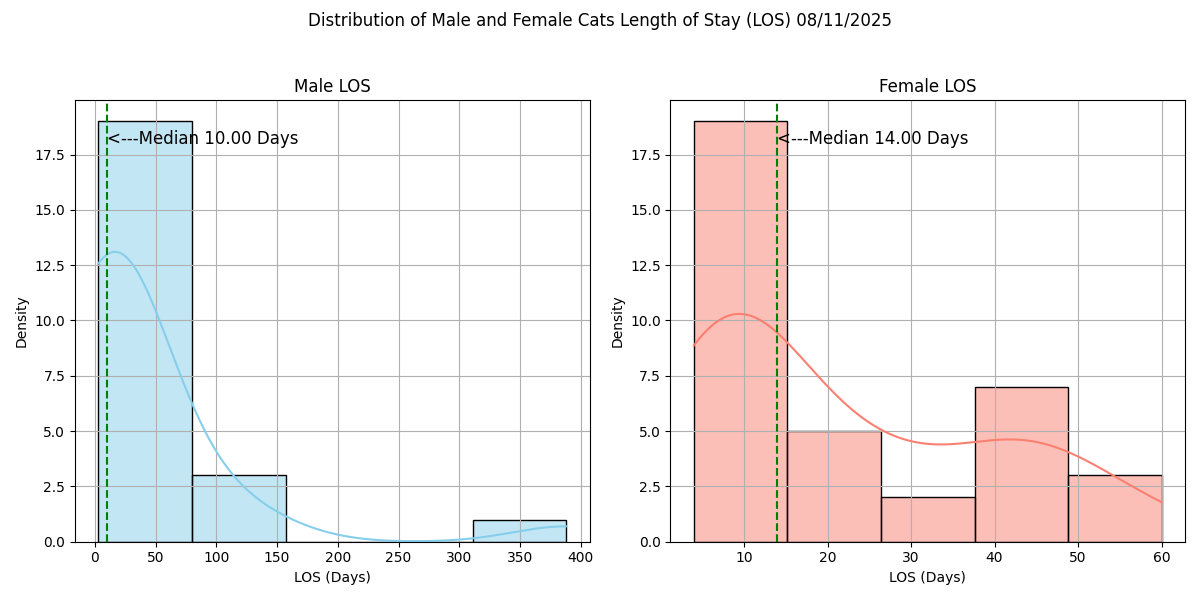 Distribution of Male and Female Cats Length of Stay (LOS) 08/11/2025
Male LOS
<---Median 10.00 Days
17.5
15.0
12.5
10.0
7.5
5.0
2.5
0.0
Density
0 50 100 150 200 250 300 350 400
LOS (Days)
Female LOS
<---Median 14.00 Days
17.5
15.0
12.5
10.0
7.5
5.0
2.5
0.0
Density
10 20 30 40 50 60
LOS (Days)